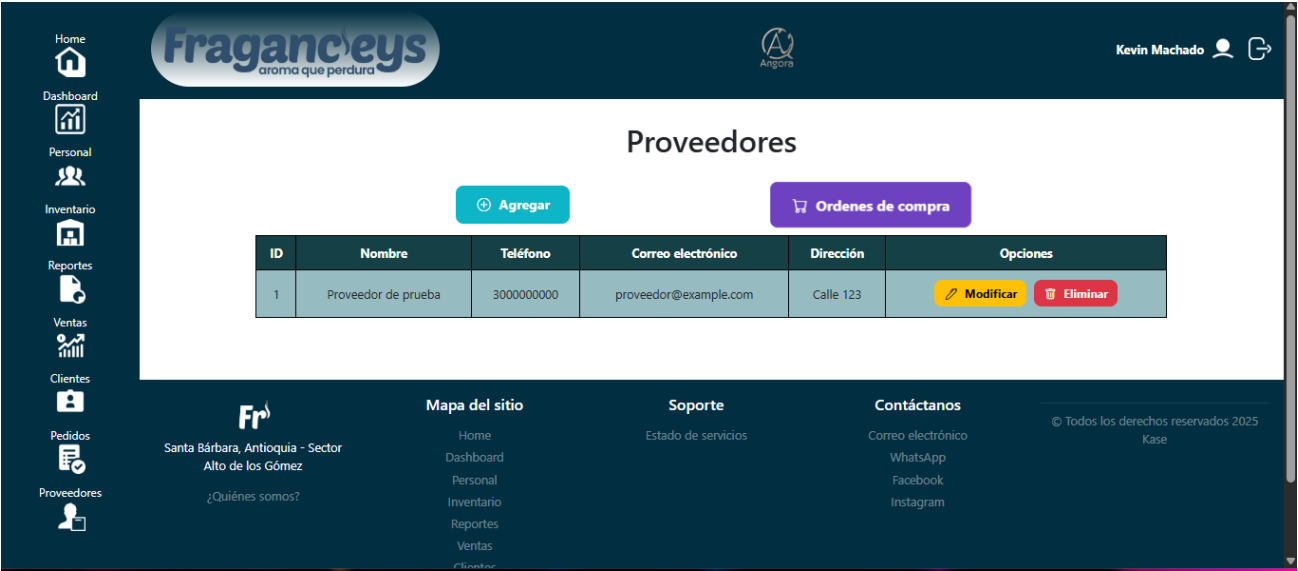 Home
Dashboard
Personal
Inventario
Reportes
Ventas
Clientes
Pedidos
Proveedores
Fraganc'eys
aroma que perdura
Angora
Kevin Machado
Proveedores
Agregar
Ordenes de compra
ID Nombre Teléfono Correo electrónico Dirección Opciones
1 Proveedor de prueba 3000000000 proveedor@example.com Calle 123 Modificar Eliminar
Fr
Santa Bárbara, Antioquia - Sector
Alto de los Gómez
¿Quiénes somos?
Mapa del sitio
Home
Dashboard
Personal
Inventario
Reportes
Ventas
Clientes
Soporte
Estado de servicios
Contáctanos
Correo electrónico
WhatsApp
Facebook
Instagram
© Todos los derechos reservados 2025
Kase